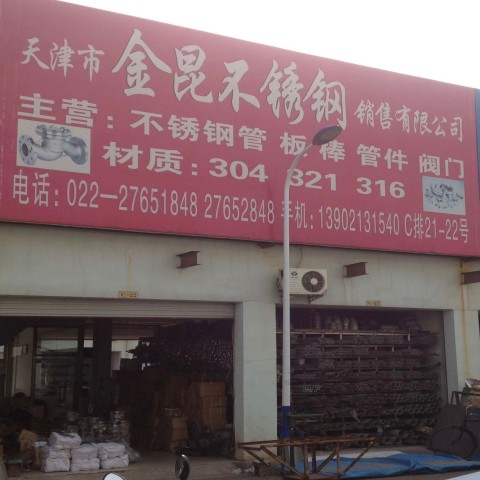 天津市金昆不锈钢销售有限公司
主营:不锈钢管 板 棒 管件 阀门
材质:304 321 316
电话:022-27651848 27652848 手机:13902131540 C排21-22号